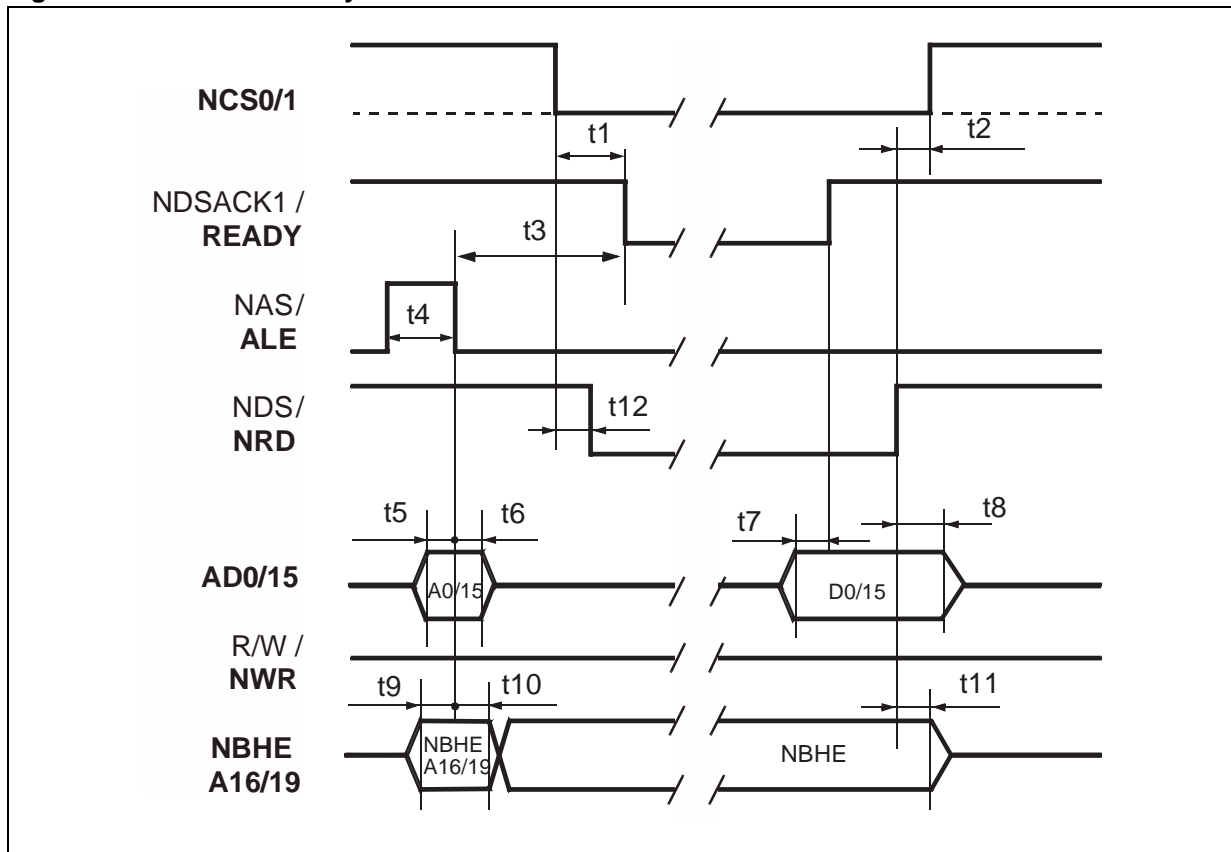 NCS0/1
t1
t2
NDSACK1 /
READY
t3
NAS/
ALE
t4
NDS/
NRD
t12
t5
t6
t7
t8
AD0/15
A0/15
D0/15
R/W /
NWR
t9
t10
t11
NBHE
A16/19
NBHE
A16/19
NBHE